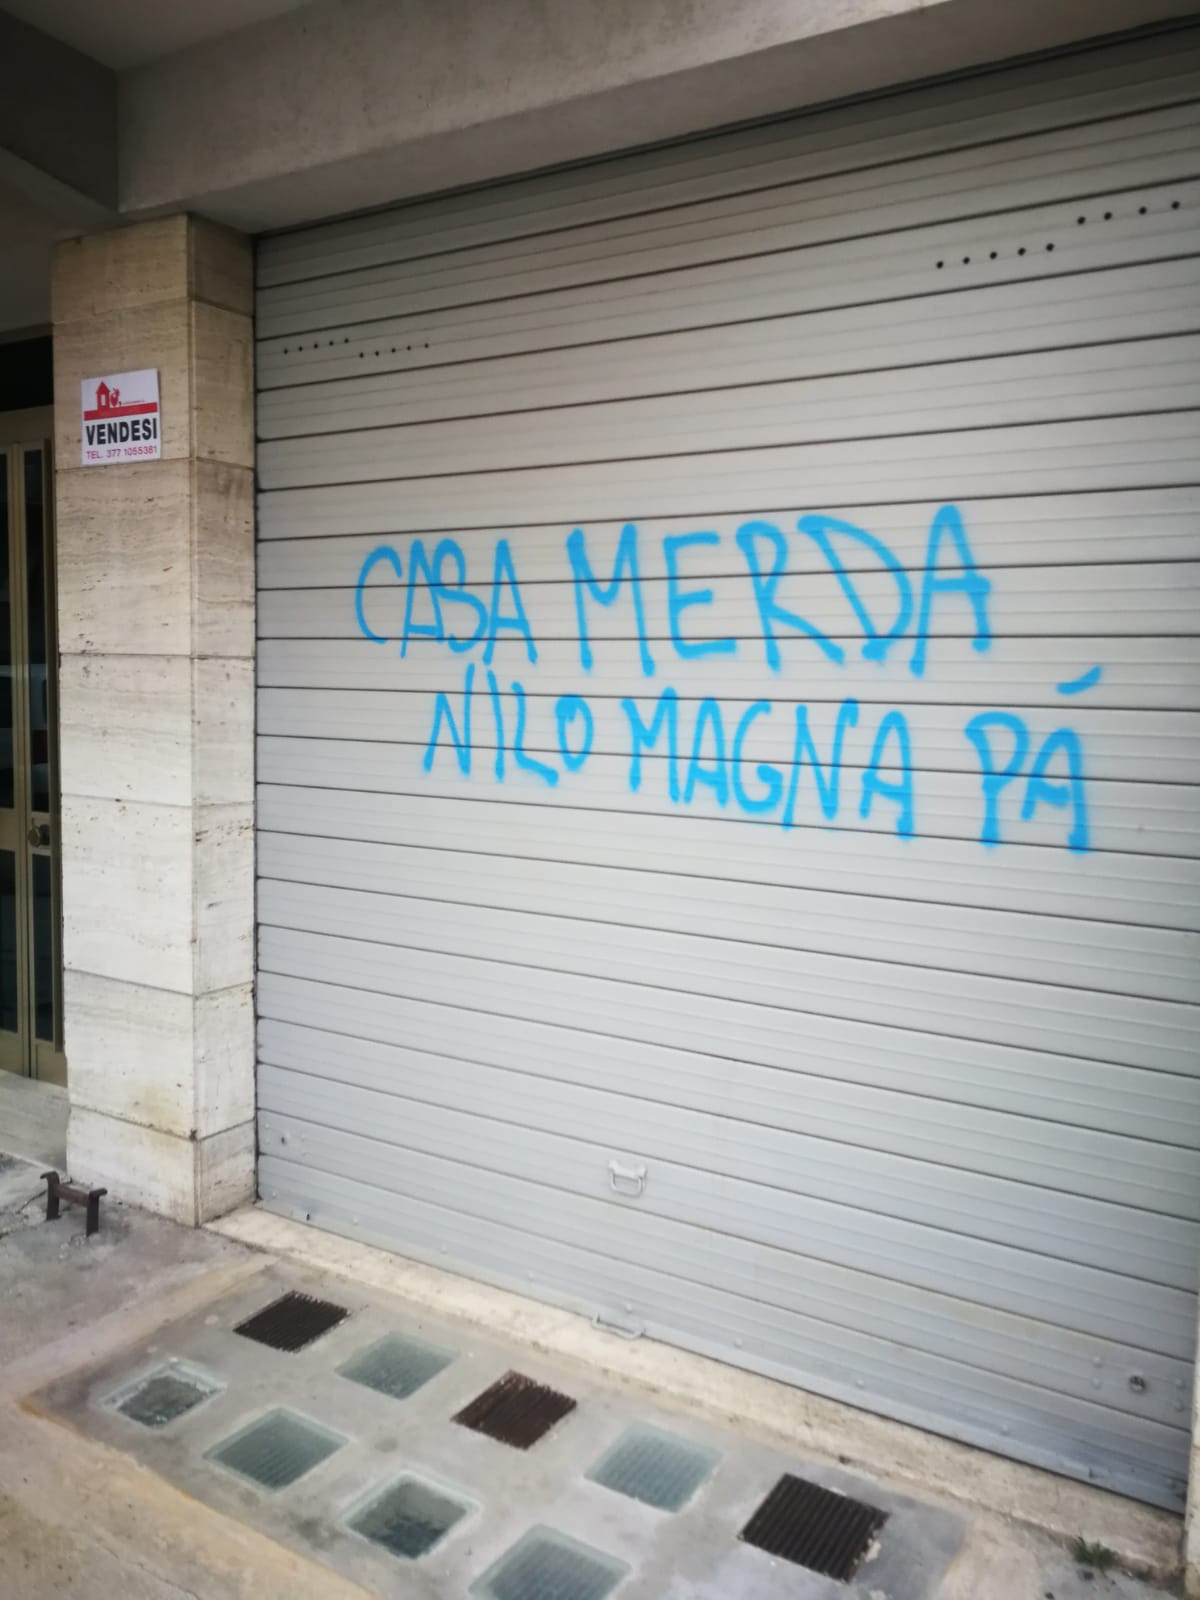 VENDESI
TEL. 377 1055381
CASA MERDA
NILO MAGNA PÁ